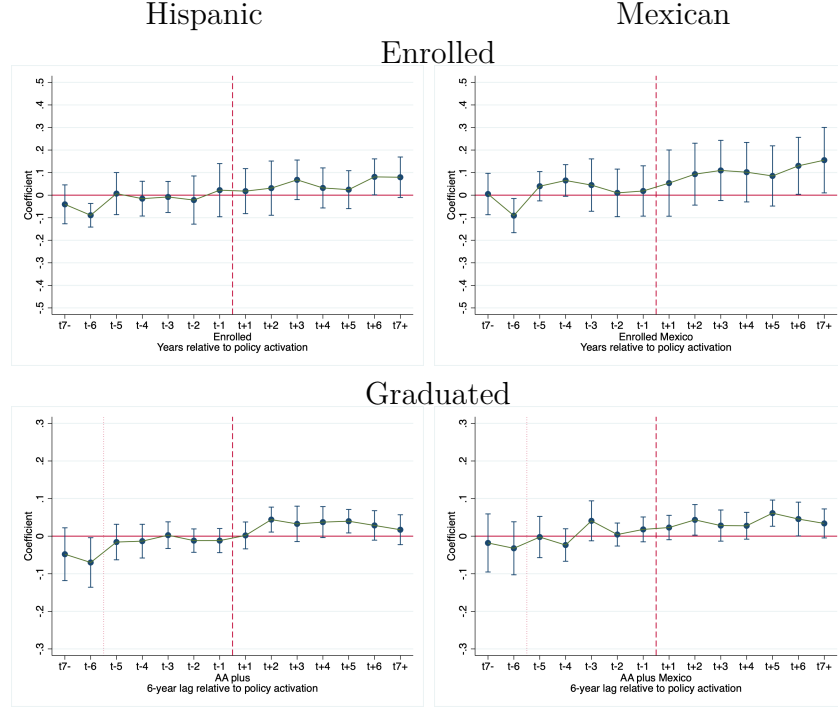 Hispanic Mexican
Enrolled
.5 .5
.4 .4
.3 .3
.2 .2
.1 .1
0 0
-.1 -.1
-.2 -.2
-.3 -.3
-.4 -.4
-.5 -.5
Coefficient Coefficient
t7- t-6 t-5 t-4 t-3 t-2 t-1 t+1 t+2 t+3 t+4 t+5 t+6 t7+ t7- t-6 t-5 t-4 t-3 t-2 t-1 t+1 t+2 t+3 t+4 t+5 t+6 t7+
Enrolled Enrolled Mexico
Years relative to policy activation Years relative to policy activation
Graduated
.3 .3
.2 .2
.1 .1
0 0
-.1 -.1
-.2 -.2
-.3 -.3
Coefficient Coefficient
t7- t-6 t-5 t-4 t-3 t-2 t-1 t+1 t+2 t+3 t+4 t+5 t+6 t7+ t7- t-6 t-5 t-4 t-3 t-2 t-1 t+1 t+2 t+3 t+4 t+5 t+6 t7+
AA plus AA plus Mexico
6-year lag relative to policy activation 6-year lag relative to policy activation